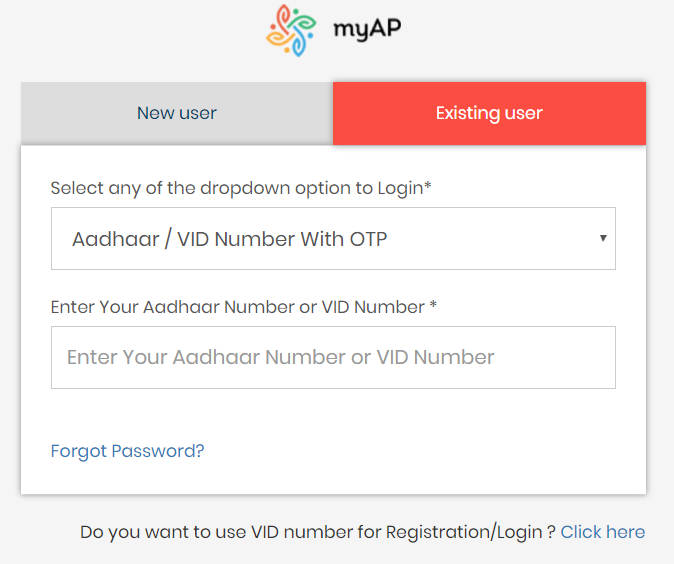 myAP
New user
Existing user
Select any of the dropdown option to Login*
Aadhaar / VID Number With OTP
Enter Your Aadhaar Number or VID Number *
Enter Your Aadhaar Number or VID Number
Forgot Password?
Do you want to use VID number for Registration/Login ? Click here